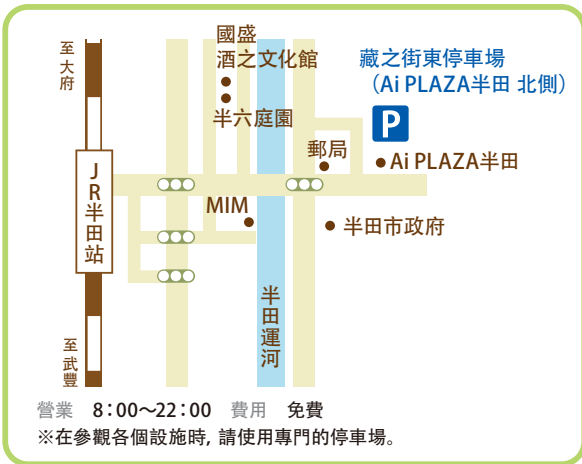 至大府
國盛
酒之文化館
半六庭園
藏之街東停車場
（Ai PLAZA半田 北側）
P
郵局
Ai PLAZA半田
JR半田站
MIM
半田市政府
半田運河
至武豐
營業 8：00～22：00 費用 免費
※在參觀各個設施時, 請使用專門的停車場。